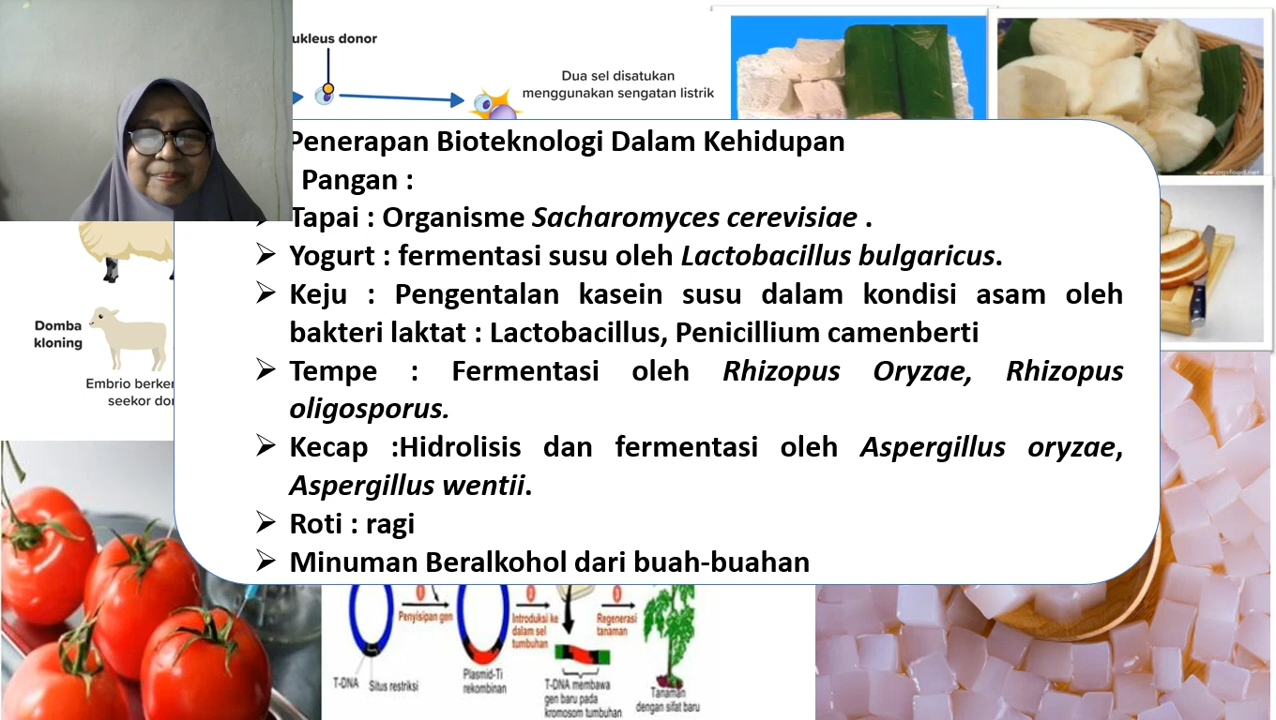 ukleus donor
Dua sel disatukan
menggunakan sengatan listrik
www.agsfood.net
Penerapan Bioteknologi Dalam Kehidupan
Pangan :
Tapai : Organisme Sacharomyces cerevisiae .
Yogurt : fermentasi susu oleh Lactobacillus bulgaricus.
Keju : Pengentalan kasein susu dalam kondisi asam oleh
bakteri laktat : Lactobacillus, Penicillium camenberti
Tempe : Fermentasi oleh Rhizopus Oryzae, Rhizopus
oligosporus.
Kecap :Hidrolisis dan fermentasi oleh Aspergillus oryzae,
Aspergillus wentii.
Roti : ragi
Minuman Beralkohol dari buah-buahan
Domba
kloning
Embrio berke
seekor do
Penyisipan gen
Introduksi ke
dalam sel
tumbuhan
Regenerasi
tanaman
T-DNA
Situs restriksi
Plasmid-Ti
rekombinan
T-DNA membawa
gen baru pada
kromosom tumbuhan
Tanaman
dengan sifat baru